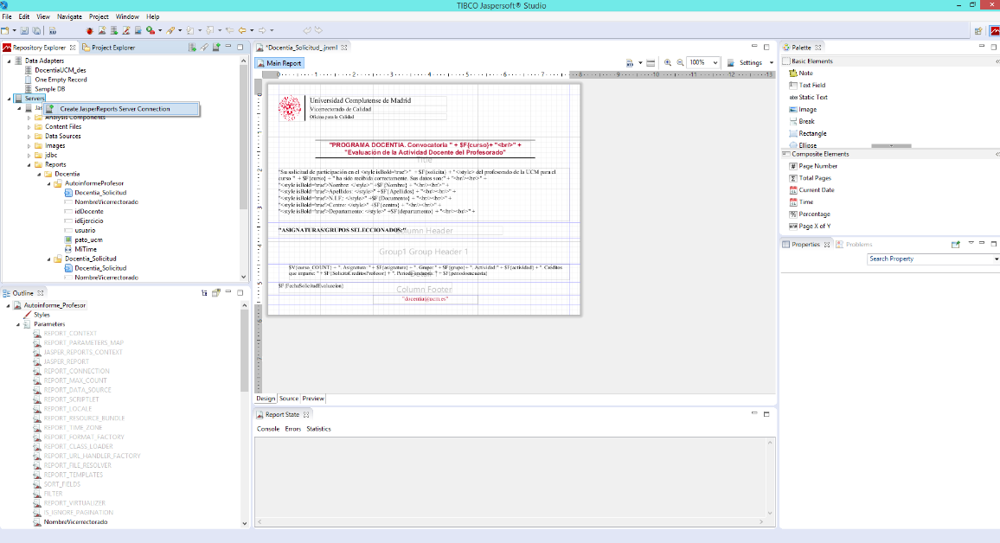 TIBCO Jaspersoft® Studio
File Edit View Navigate Project Window Help
Repository Explorer Project Explorer
Data Adapters
DocentiaUCM_des
One Empty Record
Sample DB
Servers
Create JasperReports Server Connection
Analysis Components
Content Files
Data Sources
Images
jdbc
Reports
Docentia
AutoinformeProfesor
Docentia_Solicitud
NombreVicerrectorado
idDocente
idEjercicio
usuario
pato_ucm
MiTime
Docentia_Solicitud
Docentia_Solicitud
NombreVicerrectorado
Outline
Autoinforme_Profesor
Styles
Parameters
REPORT_CONTEXT
REPORT_PARAMETERS_MAP
JASPER_REPORTS_CONTEXT
JASPER_REPORT
REPORT_CONNECTION
REPORT_MAX_COUNT
REPORT_DATA_SOURCE
REPORT_SCRIPTLET
REPORT_LOCALE
REPORT_RESOURCE_BUNDLE
REPORT_TIME_ZONE
REPORT_FORMAT_FACTORY
REPORT_CLASS_LOADER
REPORT_URL_HANDLER_FACTORY
REPORT_FILE_RESOLVER
REPORT_TEMPLATES
SORT_FIELDS
FILTER
REPORT_VIRTUALIZER
IS_IGNORE_PAGINATION
NombreVicerrectorado
*Docentia_Solicitud_.jrxml
Main Report
100% Settings
Universidad Complutense de Madrid
Vicerrectorado de Calidad
Oficina para la Calidad
"PROGRAMA DOCENTIA. Convocatoria " + $F{curso}+ "<br/>" +
"Evaluación de la Actividad Docente del Profesorado"
Title
"Su solicitud de participación en el <style isBold='true'>" + $F{solicita} + "</style> del profesorado de la UCM para el
curso " + $F{curso} + " ha sido recibida correctamente. Sus datos son:" + "<br/><br/>" +
"<style isBold='true'>Nombre: </style>" +$F{Nombre} + "<br/><br/>" +
"<style isBold='true'>Apellidos: </style>" +$F{Apellidos} + "<br/><br/>" +
"<style isBold='true'>N.I.F.: </style>" +$F{Documento} + "<br/><br/>" +
"<style isBold='true'>Centro: </style>" +$F{centro} + "<br/><br/>" +
"<style isBold='true'>Departamento: </style>" +$F{departamento} + "<br/><br/>" +
"ASIGNATURAS/GRUPOS SELECCIONADOS:"
Column Header
Group1 Group Header 1
$V{curso_COUNT} + ". Asignatura: " + $F{asignatura} + ". Grupo: " + $F{grupo}+ ". Actividad:" + $F{actividad} + ". Créditos
que imparte: " + $F{SolicitaCreditosProfesor} + ". Periodo encuesta: " + $F{periodoencuesta}
$F{FechaSolicitudEvaluacion}
Column Footer
"docentia@ucm.es"
Design Source Preview
Report State
Console Errors Statistics
Palette
Basic Elements
Note
Text Field
Static Text
Image
Break
Rectangle
Ellipse
Composite Elements
Page Number
Total Pages
Current Date
Time
Percentage
Page X of Y
Properties Problems
Search Property